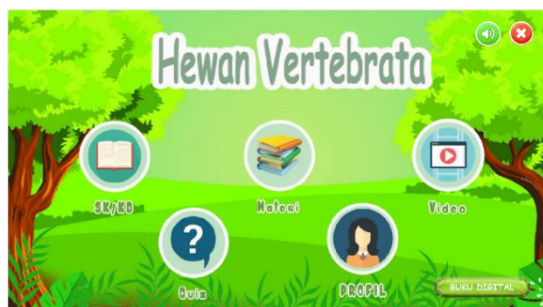 Hewan Vertebrata
SK/KD
Materi
Video
Quiz
PROFIL
BUKU DIGITAL